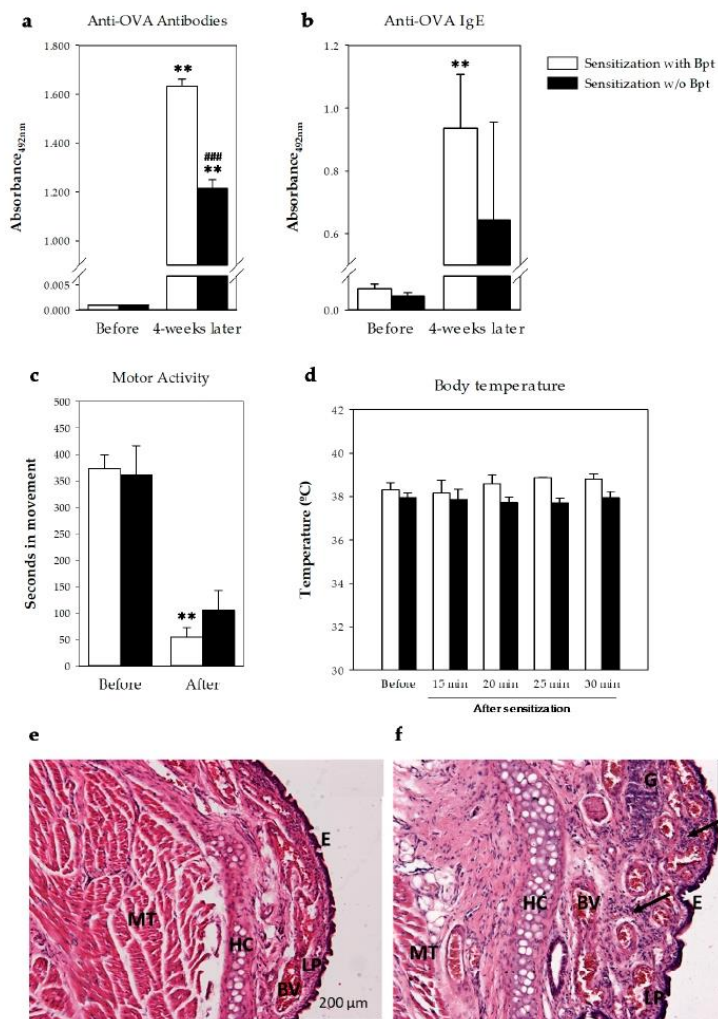 a
Anti-OVA Antibodies
b
Anti-OVA IgE
Sensitization with Bpt
Sensitization w/o Bpt
Absorbance492nm
1.800
1.600
1.400
1.200
1.000
0.005
0.000
**
###
**
Before
4-weeks later
Absorbance492nm
1.2
1.0
0.8
0.6
0.0
**
Before
4-weeks later
c
Motor Activity
Seconds in movement
500
450
400
350
300
250
200
150
100
50
0
**
Before
After
d
Body temperature
Temperature (ºC)
42
40
38
36
34
32
30
Before
15 min
20 min
25 min
30 min
After sensitization
e
E
MT
HC
LP
BV
200 µm
f
G
HC
BV
E
MT
LP